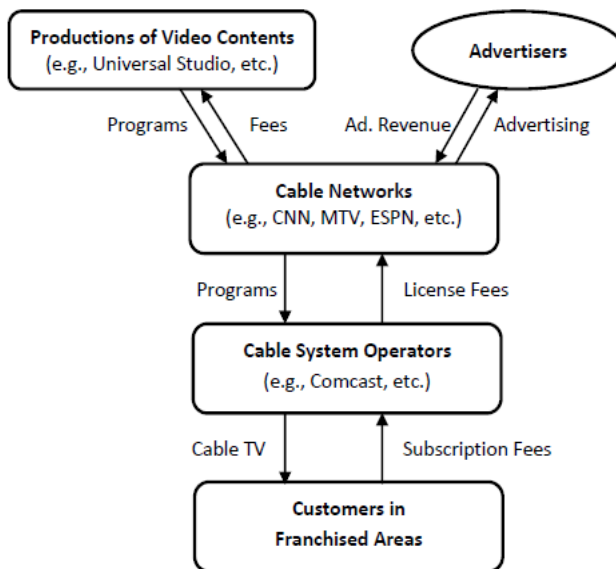 Productions of Video Contents
(e.g., Universal Studio, etc.)
Advertisers
Programs
Fees
Ad. Revenue
Advertising
Cable Networks
(e.g., CNN, MTV, ESPN, etc.)
Programs
License Fees
Cable System Operators
(e.g., Comcast, etc.)
Cable TV
Subscription Fees
Customers in
Franchised Areas